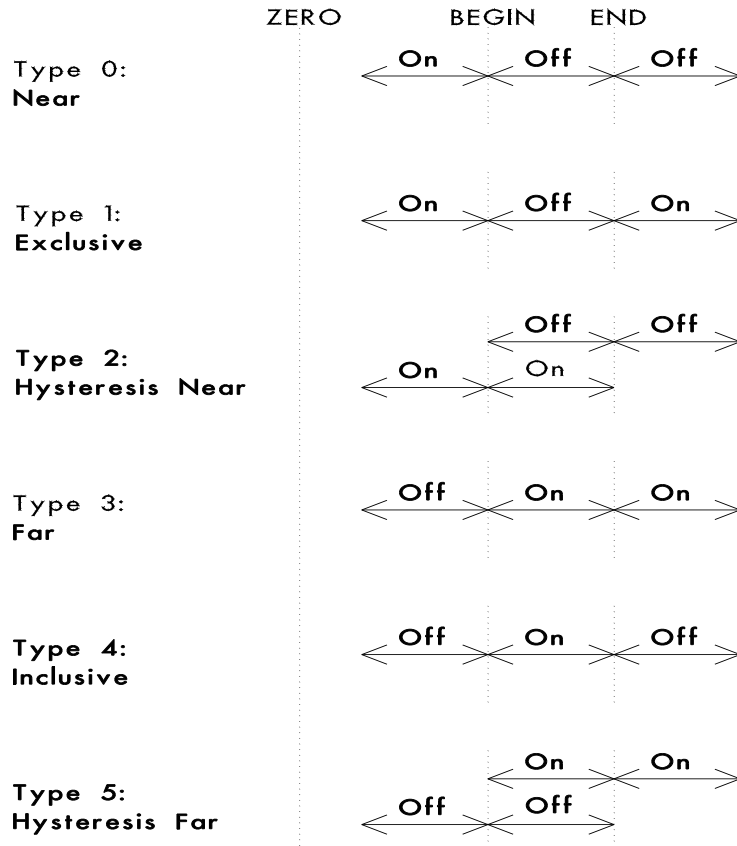 ZERO BEGIN END
On Off Off
Type 0:
Near
On Off On
Type 1:
Exclusive
Off Off
Type 2:
On On
Hysteresis Near
Off On On
Type 3:
Far
Off On Off
Type 4:
Inclusive
On On
Type 5:
Off Off
Hysteresis Far